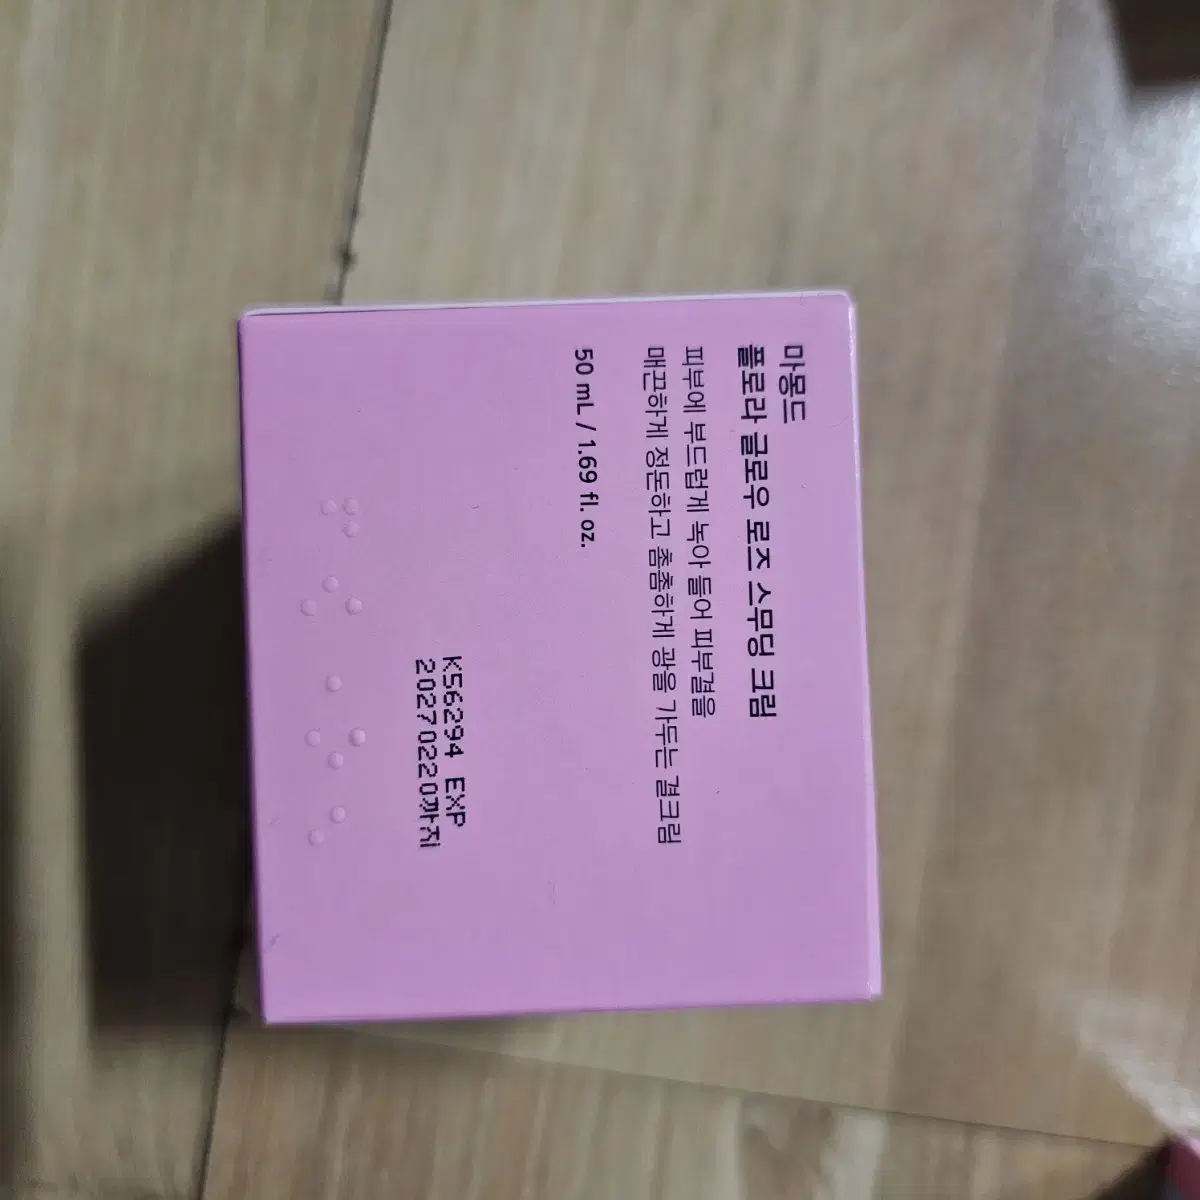 마몽드
플로라 글로우 로즈 스무딩 크림
피부에 부드럽게 녹아 들어 피부결을
매끈하게 정돈하고 촘촘하게 광을 가두는 결크림
50 mL / 1.69 fl. oz.
K56294 EXP
20270220까지